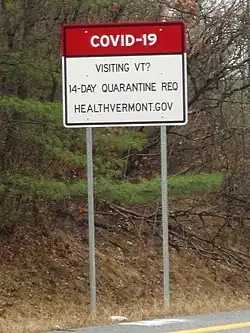 COVID-19
VISITING VT?
14-DAY QUARANTINE REQ
HEALTHVERMONT.GOV